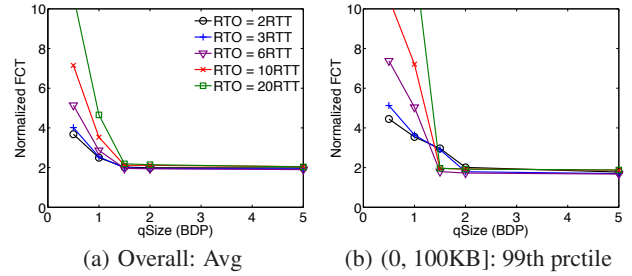 10
8
6
4
2
0
Normalized FCT
0 1 2 3 4 5
qSize (BDP)
RTO = 2RTT
RTO = 3RTT
RTO = 6RTT
RTO = 10RTT
RTO = 20RTT
(a) Overall: Avg
10
8
6
4
2
0
Normalized FCT
0 1 2 3 4 5
qSize (BDP)
(b) (0, 100KB]: 99th prctile